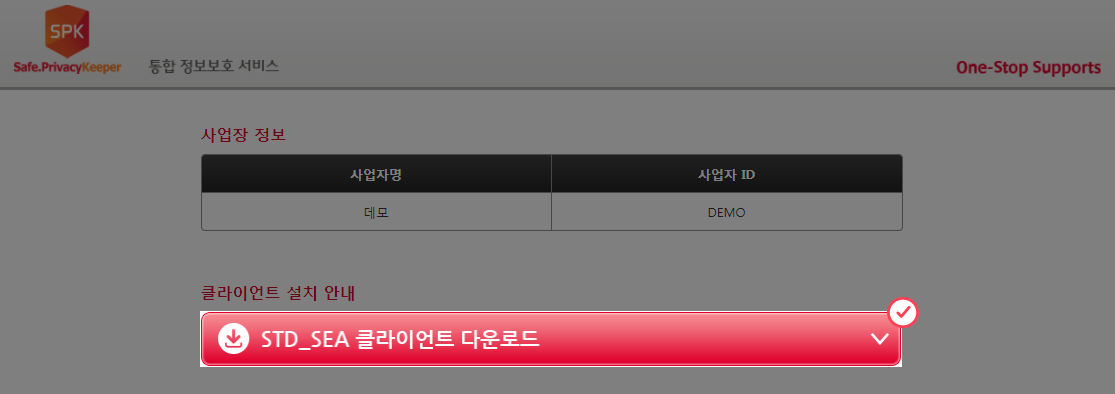 SPK
Safe.PrivacyKeeper 통합 정보보호 서비스
One-Stop Supports
사업장 정보
사업자명 사업자 ID
데모 DEMO
클라이언트 설치 안내
STD_SEA 클라이언트 다운로드